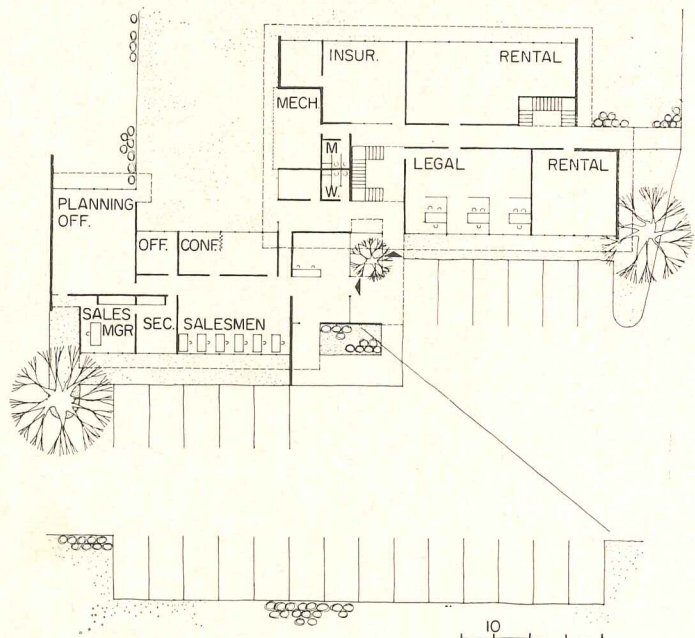 INSUR.
RENTAL
MECH.
M
W.
LEGAL
RENTAL
PLANNING
OFF.
OFF.
CONF.
SALES
MGR
SEC.
SALESMEN
10